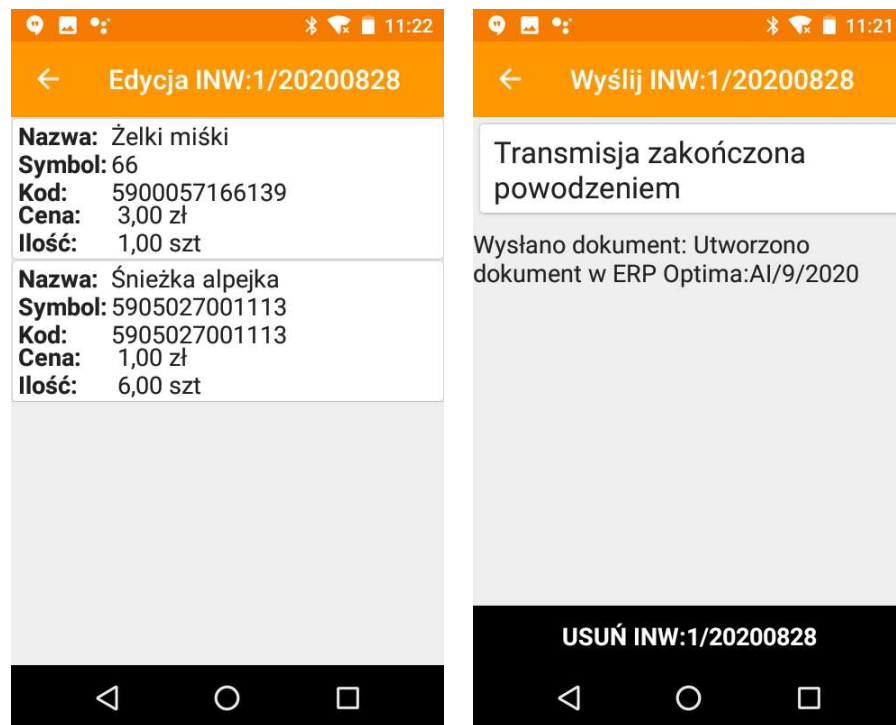 11:22
Edycja INW:1/20200828
Nazwa: Żelki miśki
Symbol: 66
Kod: 5900057166139
Cena: 3,00 zł
Ilość: 1,00 szt
Nazwa: Śnieżka alpejka
Symbol: 5905027001113
Kod: 5905027001113
Cena: 1,00 zł
Ilość: 6,00 szt
11:21
Wyślij INW:1/20200828
Transmisja zakończona
powodzeniem
Wysłano dokument: Utworzono
dokument w ERP Optima:AI/9/2020
USUŃ INW:1/20200828